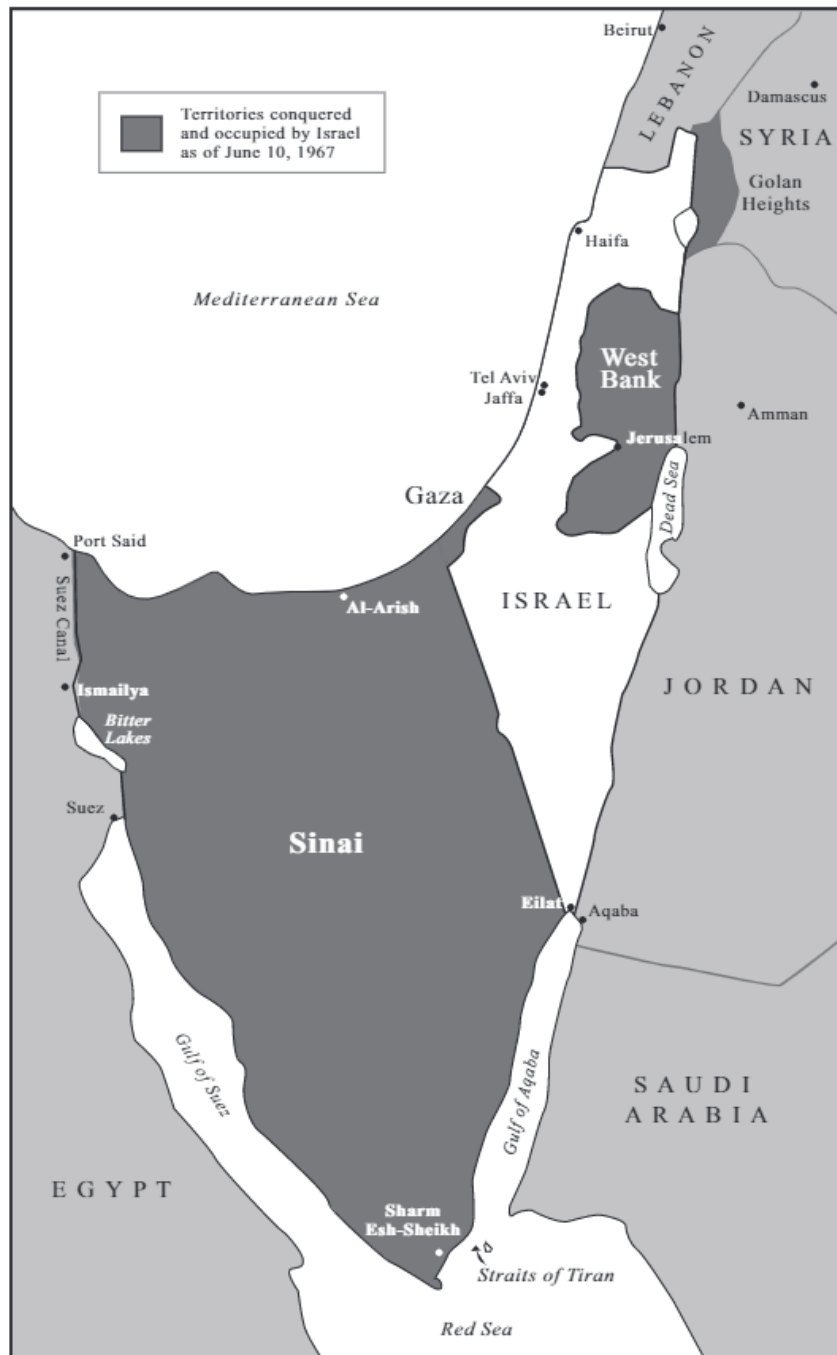 Beirut
LEBANON
Damascus
SYRIA
Territories conquered
and occupied by Israel
as of June 10, 1967
Golan
Heights
Haifa
Mediterranean Sea
West
Bank
Tel Aviv
Jaffa
Amman
Jerusalem
Dead Sea
Gaza
Port Said
Suez Canal
Al-Arish
ISRAEL
Ismailya
JORDAN
Bitter
Lakes
Suez
Sinai
Eilat
Aqaba
Gulf of Suez
Gulf of Aqaba
SAUDI
ARABIA
EGYPT
Sharm
Esh-Sheikh
Straits of Tiran
Red Sea